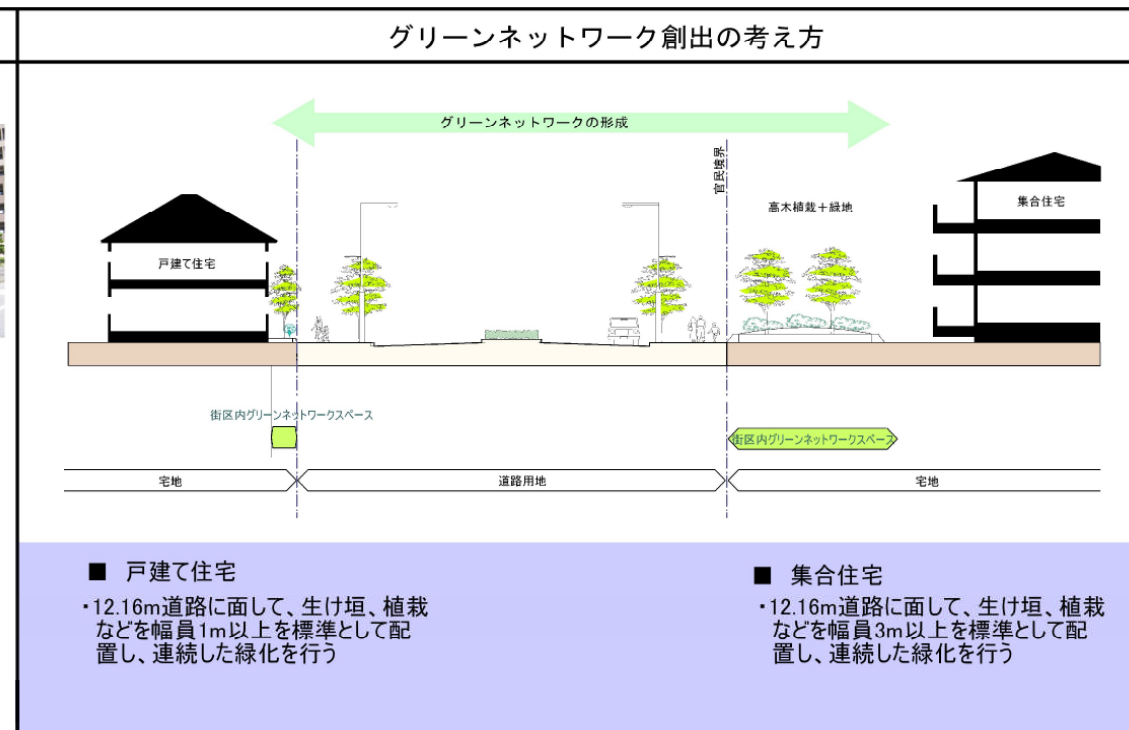 グリーンネットワーク創出の考え方
グリーンネットワークの形成
官民境界
高木植栽+緑地
集合住宅
戸建て住宅
街区内グリーンネットワークスペース
街区内グリーンネットワークスペース
宅地
道路用地
宅地
■ 戸建て住宅
・12.16m道路に面して、生け垣、植栽
などを幅員1m以上を標準として配
置し、連続した緑化を行う
■ 集合住宅
・12.16m道路に面して、生け垣、植栽
などを幅員3m以上を標準として配
置し、連続した緑化を行う